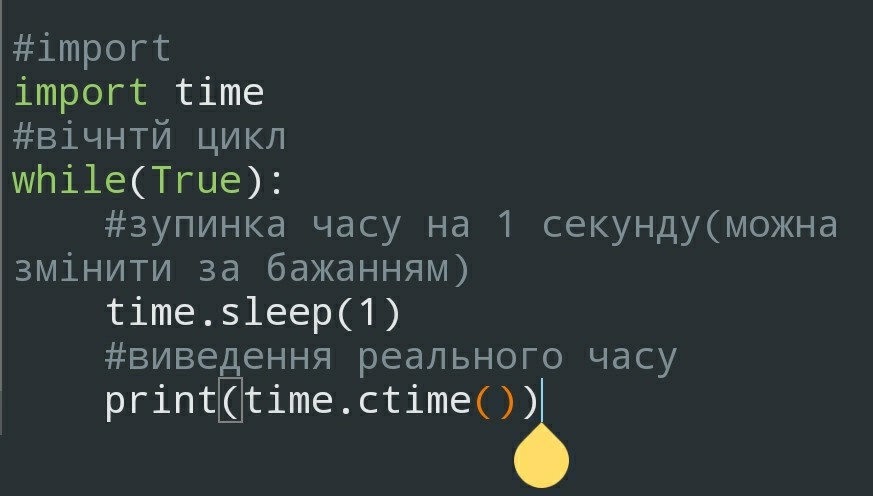 #import
import time
#вічнтй цикл
while(True):
#зупинка часу на 1 секунду(можна
змінити за бажанням)
time.sleep(1)
#виведення реального часу
print(time.ctime())